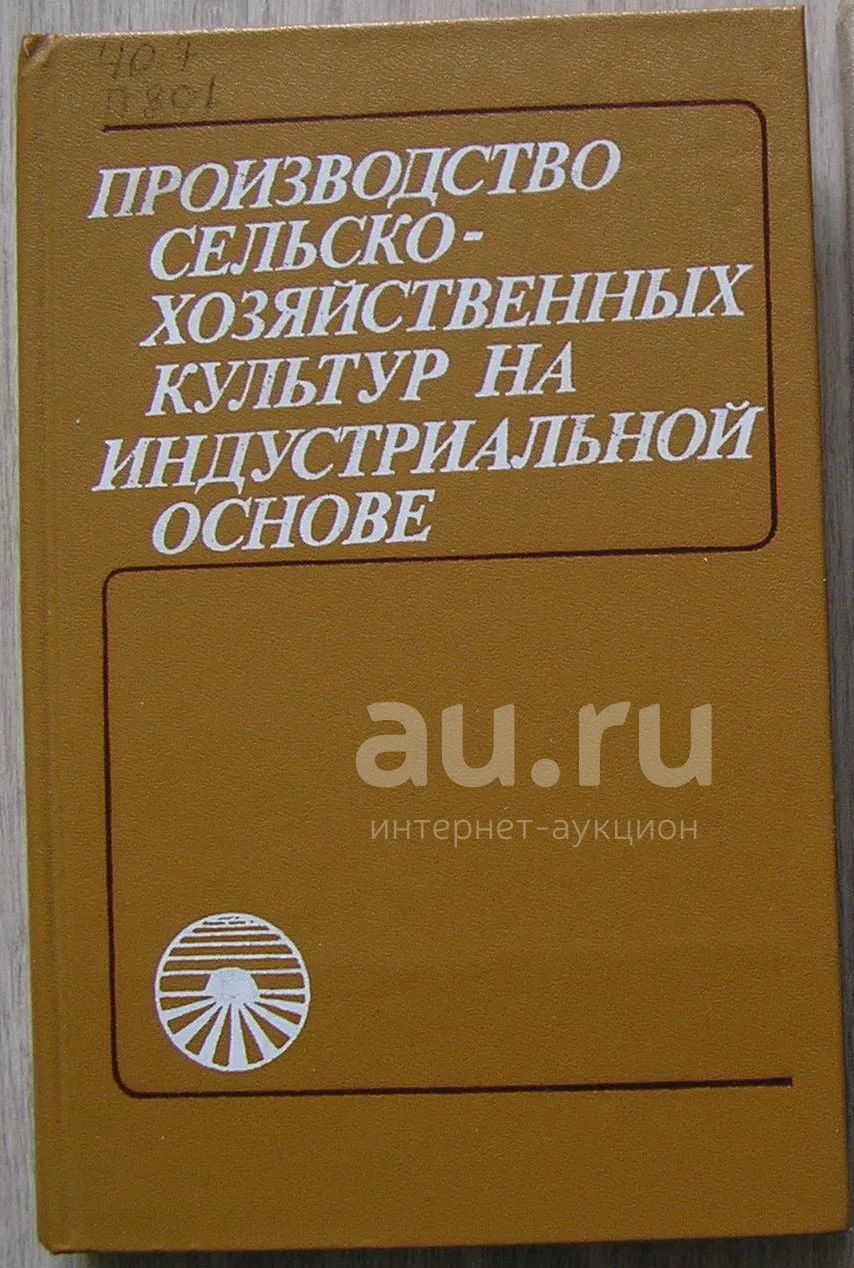 40.7
П 801
ПРОИЗВОДСТВО
СЕЛЬСКО-
ХОЗЯЙСТВЕННЫХ
КУЛЬТУР НА
ИНДУСТРИАЛЬНОЙ
ОСНОВЕ
au.ru
интернет-аукцион